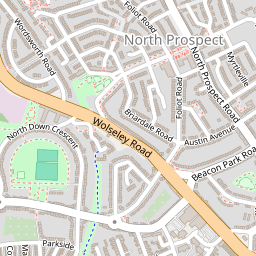 Foliot Road
Wordsworth Road
North Prospect
Myrtleville
Foliot Road
North Prospect Road
Briardale Road
Wolseley Road
Austin Avenue
North Down Crescent
Beacon Park Road
Parkside